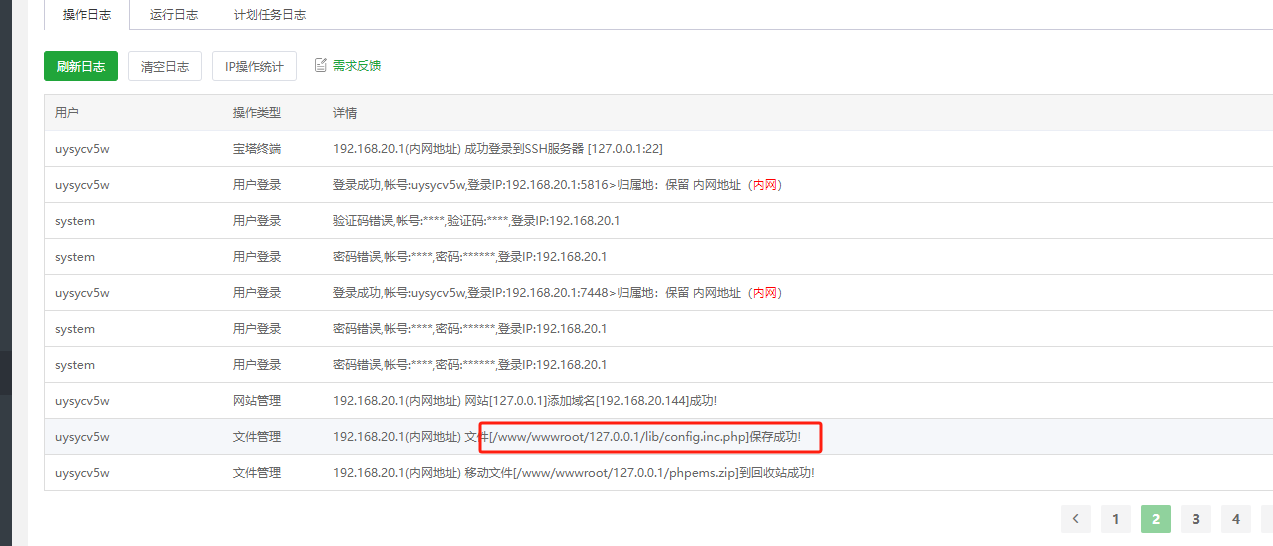 操作日志 运行日志 计划任务日志
刷新日志 清空日志 IP操作统计 需求反馈
用户 操作类型 详情
uysycv5w 宝塔终端 192.168.20.1(内网地址) 成功登录到SSH服务器 [127.0.0.1:22]
uysycv5w 用户登录 登录成功,帐号:uysycv5w,登录IP:192.168.20.1:5816>归属地：保留 内网地址（内网）
system 用户登录 验证码错误,帐号:****,验证码:****,登录IP:192.168.20.1
system 用户登录 密码错误,帐号:****,密码:******,登录IP:192.168.20.1
uysycv5w 用户登录 登录成功,帐号:uysycv5w,登录IP:192.168.20.1:7448>归属地：保留 内网地址（内网）
system 用户登录 密码错误,帐号:****,密码:******,登录IP:192.168.20.1
system 用户登录 密码错误,帐号:****,密码:******,登录IP:192.168.20.1
uysycv5w 网站管理 192.168.20.1(内网地址) 网站[127.0.0.1]添加域名[192.168.20.144]成功!
uysycv5w 文件管理 192.168.20.1(内网地址) 文件[/www/wwwroot/127.0.0.1/lib/config.inc.php]保存成功!
uysycv5w 文件管理 192.168.20.1(内网地址) 移动文件[/www/wwwroot/127.0.0.1/phpems.zip]到回收站成功!
1 2 3 4